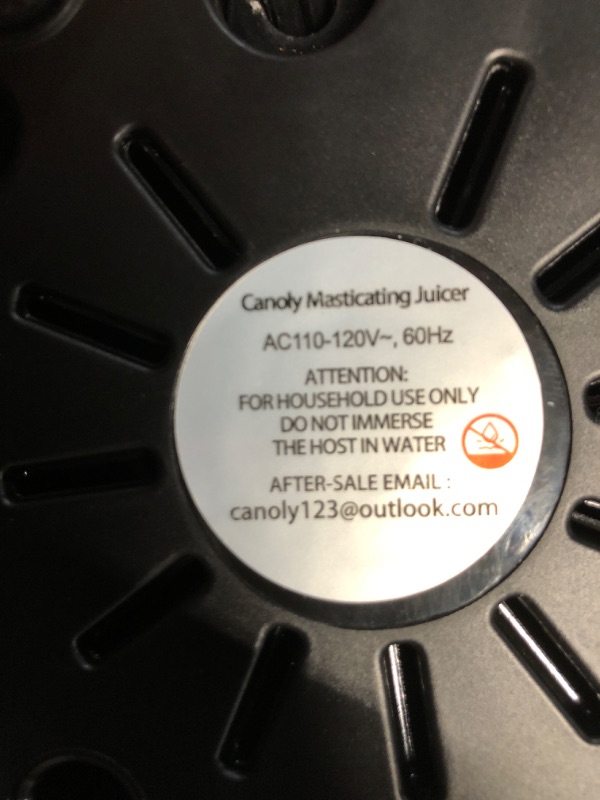 Canoly Masticating Juicer
AC110-120V~, 60Hz
ATTENTION:
FOR HOUSEHOLD USE ONLY
DO NOT IMMERSE
THE HOST IN WATER
AFTER-SALE EMAIL :
canoly123@outlook.com